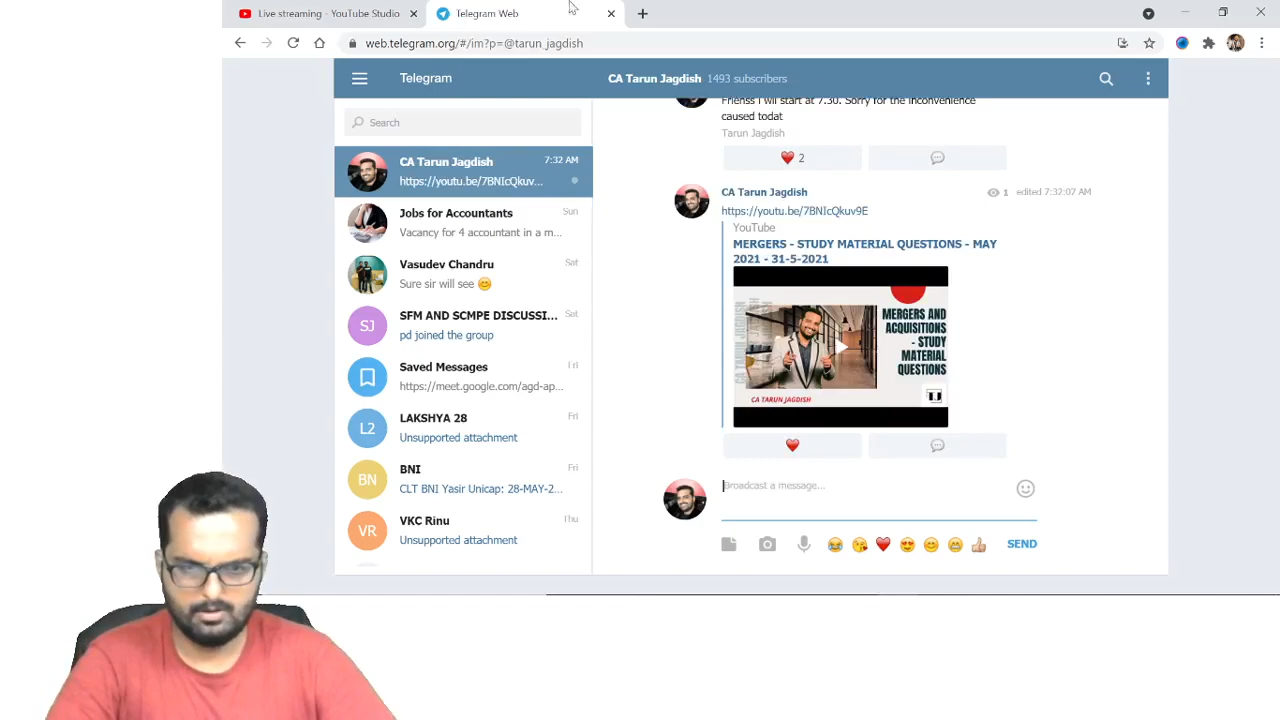 Live streaming - YouTube Studio
Telegram Web
web.telegram.org/#/im?p=@tarun_jagdish
Telegram
CA Tarun Jagdish 1493 subscribers
Search
CA Tarun Jagdish 7:32 AM
https://youtu.be/7BNIcQkuv...
Jobs for Accountants Sun
Vacancy for 4 accountant in a m...
Vasudev Chandru Sat
Sure sir will see 😊
SJ
SFM AND SCMPE DISCUSSI... Sat
pd joined the group
Saved Messages Fri
https://meet.google.com/agd-ap...
L2
LAKSHYA 28 Fri
Unsupported attachment
BN
BNI Fri
CLT BNI Yasir Unicap: 28-MAY-2...
VR
VKC Rinu Thu
Unsupported attachment
Frienss I wil start at 7.30. Sorry for the inconvenience
caused todat
Tarun Jagdish
❤️ 2
CA Tarun Jagdish 1 edited 7:32:07 AM
https://youtu.be/7BNIcQkuv9E
YouTube
MERGERS - STUDY MATERIAL QUESTIONS - MAY
2021 - 31-5-2021
MERGERS AND
ACQUISITIONS
- STUDY
MATERIAL
QUESTIONS
CA TARUN JAGDISH
Broadcast a message...
SEND